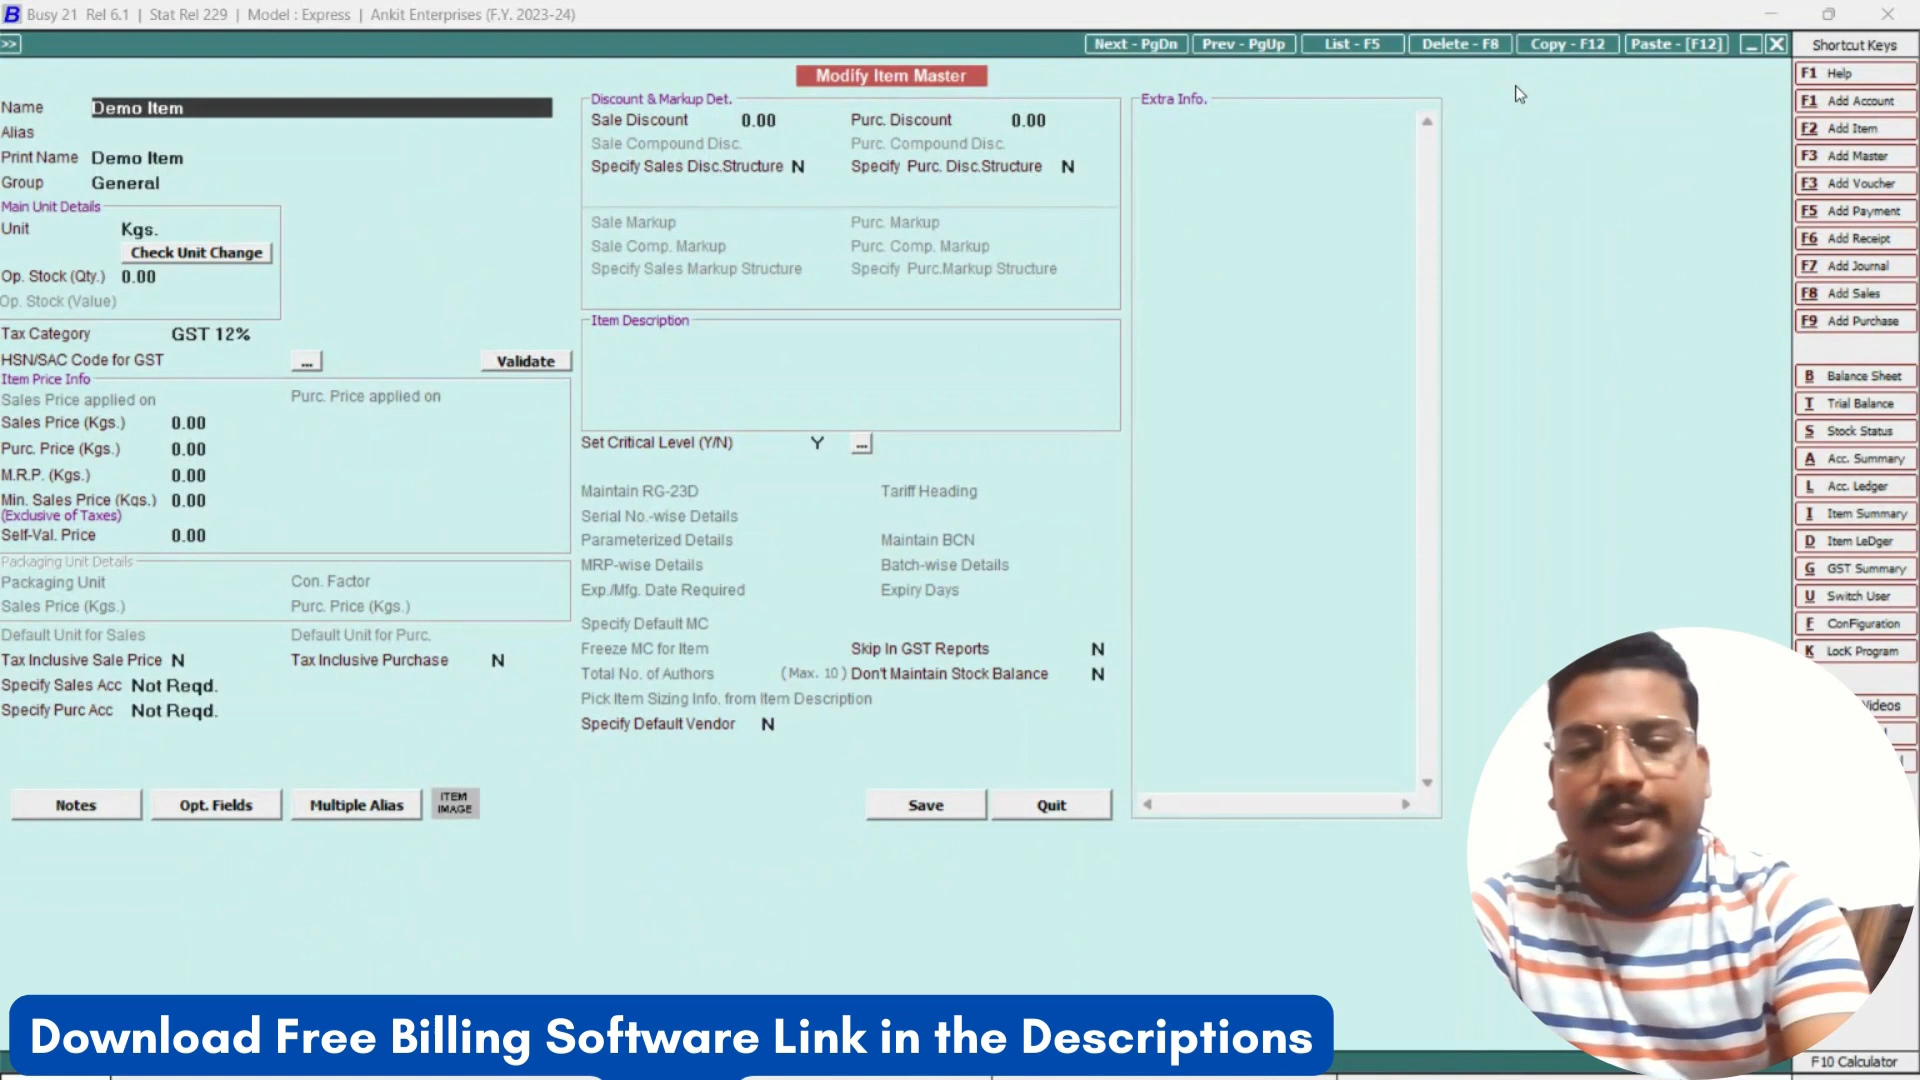 Busy 21 Rel 6.1 | Stat Rel 229 | Model : Express | Ankit Enterprises (F.Y. 2023-24)
>> Next - PgDn Prev - PgUp List - F5 Delete - F8 Copy - F12 Paste - [F12]
Modify Item Master
Name Demo Item
Alias
Print Name Demo Item
Group General
Main Unit Details
Unit Kgs.
Check Unit Change
Op. Stock (Qty.) 0.00
Op. Stock (Value)
Tax Category GST 12%
HSN/SAC Code for GST ... Validate
Item Price Info
Sales Price applied on Purc. Price applied on
Sales Price (Kgs.) 0.00
Purc. Price (Kgs.) 0.00
M.R.P. (Kgs.) 0.00
Min. Sales Price (Kgs.) 0.00
(Exclusive of Taxes)
Self-Val. Price 0.00
Packaging Unit Details
Packaging Unit Con. Factor
Sales Price (Kgs.) Purc. Price (Kgs.)
Default Unit for Sales Default Unit for Purc.
Tax Inclusive Sale Price N Tax Inclusive Purchase N
Specify Sales Acc Not Reqd.
Specify Purc Acc Not Reqd.
Notes Opt. Fields Multiple Alias ITEM IMAGE
Discount & Markup Det.
Sale Discount 0.00 Purc. Discount 0.00
Sale Compound Disc. Purc. Compound Disc.
Specify Sales Disc.Structure N Specify Purc. Disc.Structure N
Sale Markup Purc. Markup
Sale Comp. Markup Purc. Comp. Markup
Specify Sales Markup Structure Specify Purc.Markup Structure
Item Description
Set Critical Level (Y/N) Y ...
Maintain RG-23D Tariff Heading
Serial No.-wise Details
Parameterized Details Maintain BCN
MRP-wise Details Batch-wise Details
Exp./Mfg. Date Required Expiry Days
Specify Default MC
Freeze MC for Item Skip In GST Reports N
Total No. of Authors (Max. 10) Don't Maintain Stock Balance N
Pick Item Sizing Info. from Item Description
Specify Default Vendor N
Save Quit
Extra Info.
Shortcut Keys
F1 Help
F1 Add Account
F2 Add Item
F3 Add Master
F3 Add Voucher
F5 Add Payment
F6 Add Receipt
F7 Add Journal
F8 Add Sales
F9 Add Purchase
B Balance Sheet
T Trial Balance
S Stock Status
A Acc. Summary
L Acc. Ledger
I Item Summary
D Item LeDger
G GST Summary
U Switch User
F ConFiguration
K LocK Program
Videos
F10 Calculator
Download Free Billing Software Link in the Descriptions